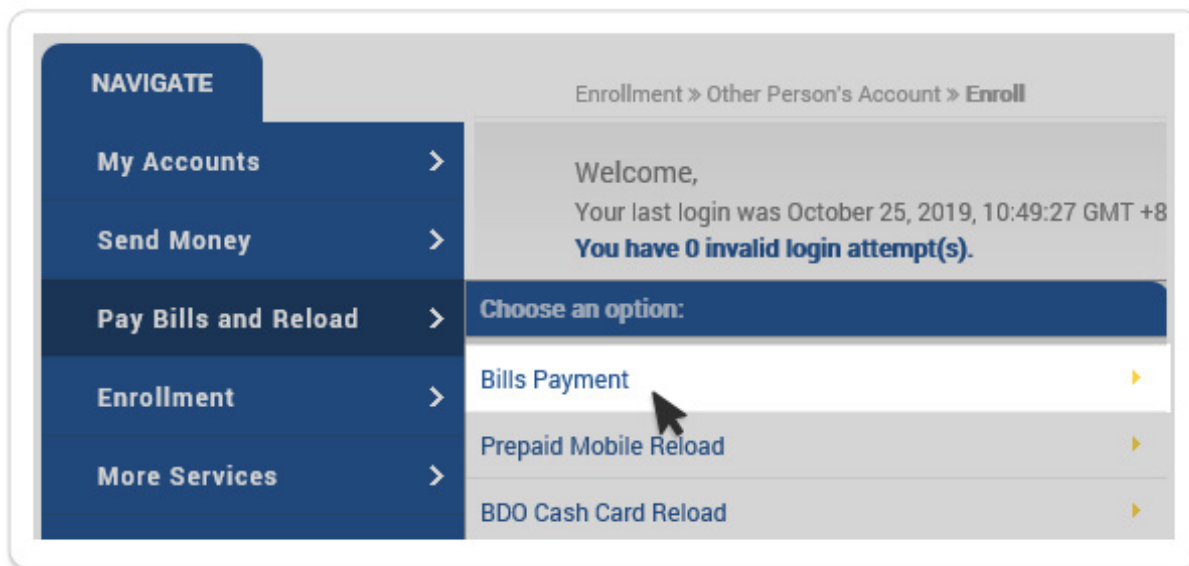 NAVIGATE
Enrollment » Other Person's Account » Enroll
My Accounts
Send Money
Pay Bills and Reload
Enrollment
More Services
Welcome,
Your last login was October 25, 2019, 10:49:27 GMT +8
You have 0 invalid login attempt(s).
Choose an option:
Bills Payment
Prepaid Mobile Reload
BDO Cash Card Reload